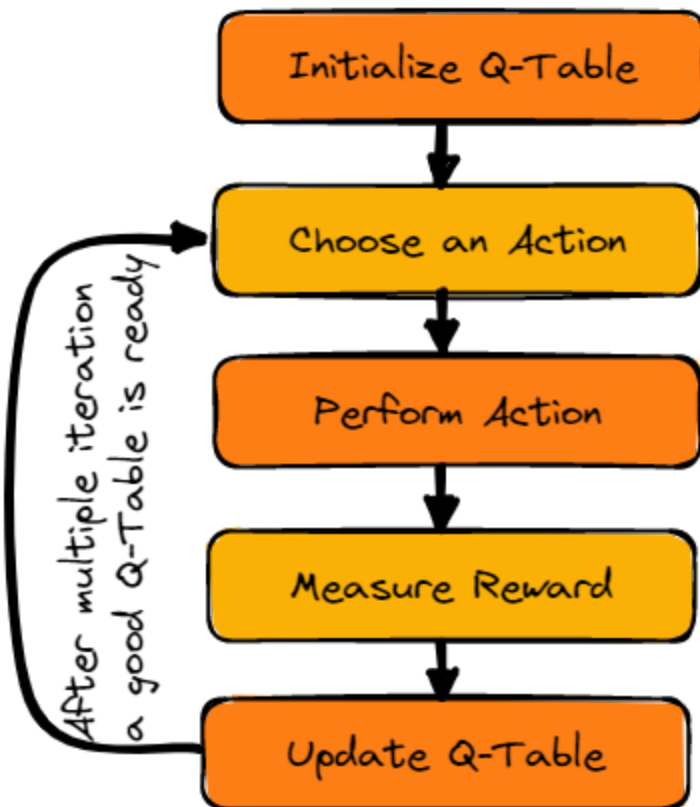 Initialize Q-Table
Choose an Action
Perform Action
Measure Reward
Update Q-Table
After multiple iteration
a good Q-Table is ready